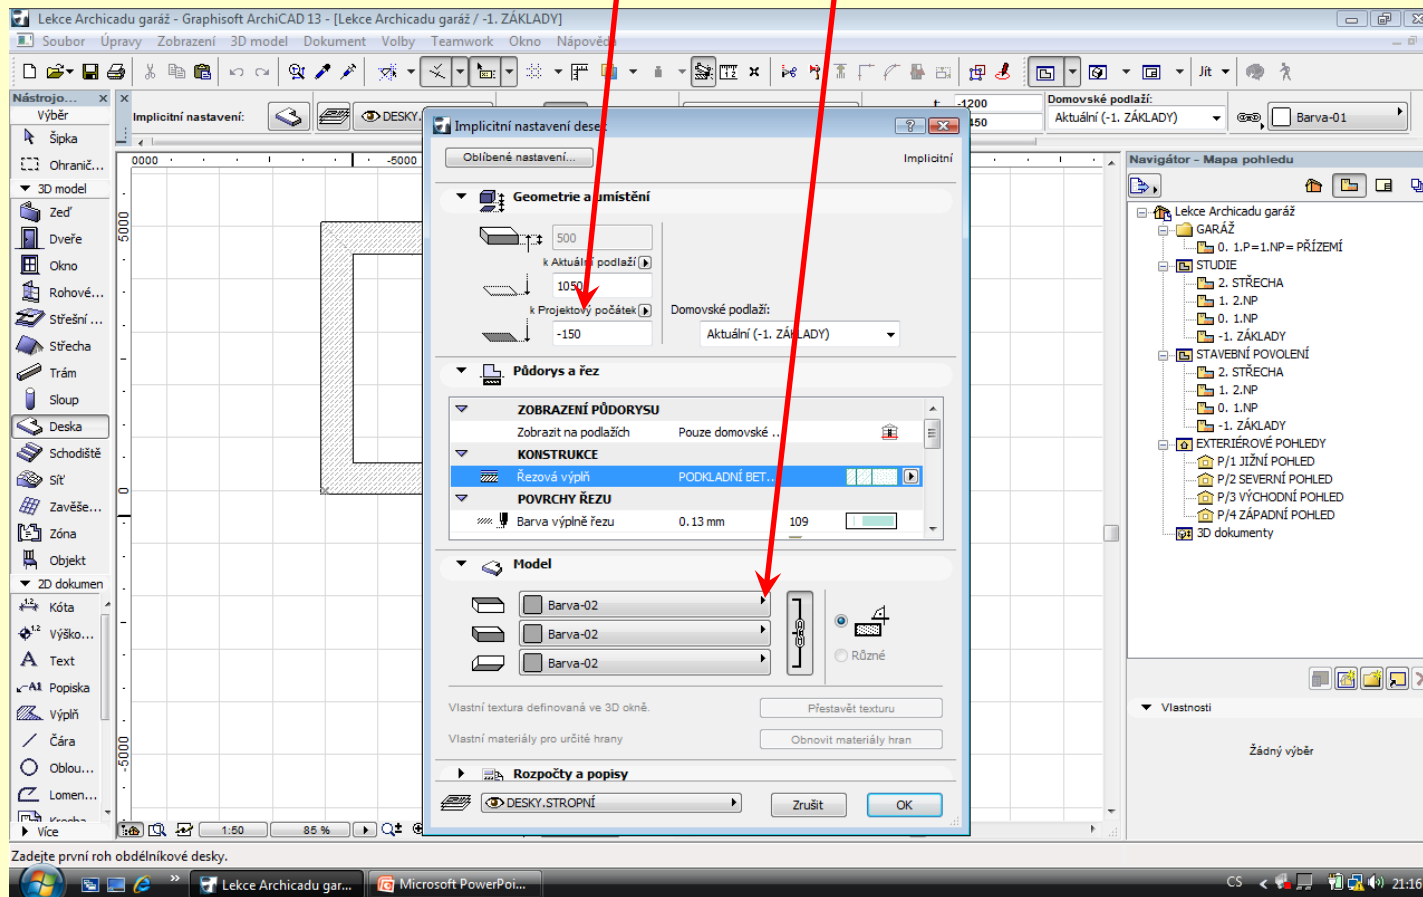 Lekce Archicadu garáž - Graphisoft ArchiCAD 13 - [Lekce Archicadu garáž / -1. ZÁKLADY]
Soubor Úpravy Zobrazení 3D model Dokument Volby Teamwork Okno Nápověda
Jít
Nástrojo...
Výběr
Šipka
Ohranič...
3D model
Zeď
Dveře
Okno
Rohové...
Střešní ...
Střecha
Trám
Sloup
Deska
Schodiště
Síť
Zavěše...
Zóna
Objekt
2D dokumen
Kóta
Výško...
Text
Popiska
Výplň
Čára
Oblou...
Lomen...
Více
Implicitní nastavení:
DESKY.
t: -1200
450
Domovské podlaží:
Aktuální (-1. ZÁKLADY)
Barva-01
0000
-5000
5000
0
-5000
Implicitní nastavení desek
Oblíbené nastavení...
Implicitní
Geometrie a umístění
500
k Aktuální podlaží
1050
k Projektový počátek
-150
Domovské podlaží:
Aktuální (-1. ZÁKLADY)
Půdorys a řez
ZOBRAZENÍ PŮDORYSU
Zobrazit na podlažích Pouze domovské ...
KONSTRUKCE
Řezová výplň PODKLADNÍ BET...
POVRCHY ŘEZU
Barva výplně řezu 0.13 mm 109
Model
Barva-02
Barva-02
Barva-02
Různé
Vlastní textura definovaná ve 3D okně.
Přestavět texturu
Vlastní materiály pro určité hrany
Obnovit materiály hran
Rozpočty a popisy
DESKY.STROPNÍ
Zrušit
OK
Navigátor - Mapa pohledu
Lekce Archicadu garáž
GARÁŽ
0. 1.P=1.NP= PŘÍZEMÍ
STUDIE
2. STŘECHA
1. 2.NP
0. 1.NP
-1. ZÁKLADY
STAVEBNÍ POVOLENÍ
2. STŘECHA
1. 2.NP
0. 1.NP
-1. ZÁKLADY
EXTERIÉROVÉ POHLEDY
P/1 JIŽNÍ POHLED
P/2 SEVERNÍ POHLED
P/3 VÝCHODNÍ POHLED
P/4 ZÁPADNÍ POHLED
3D dokumenty
Vlastnosti
Žádný výběr
1:50
85 %
Zadejte první roh obdélníkové desky.
Lekce Archicadu gar...
Microsoft PowerPoi...
CS
21:16